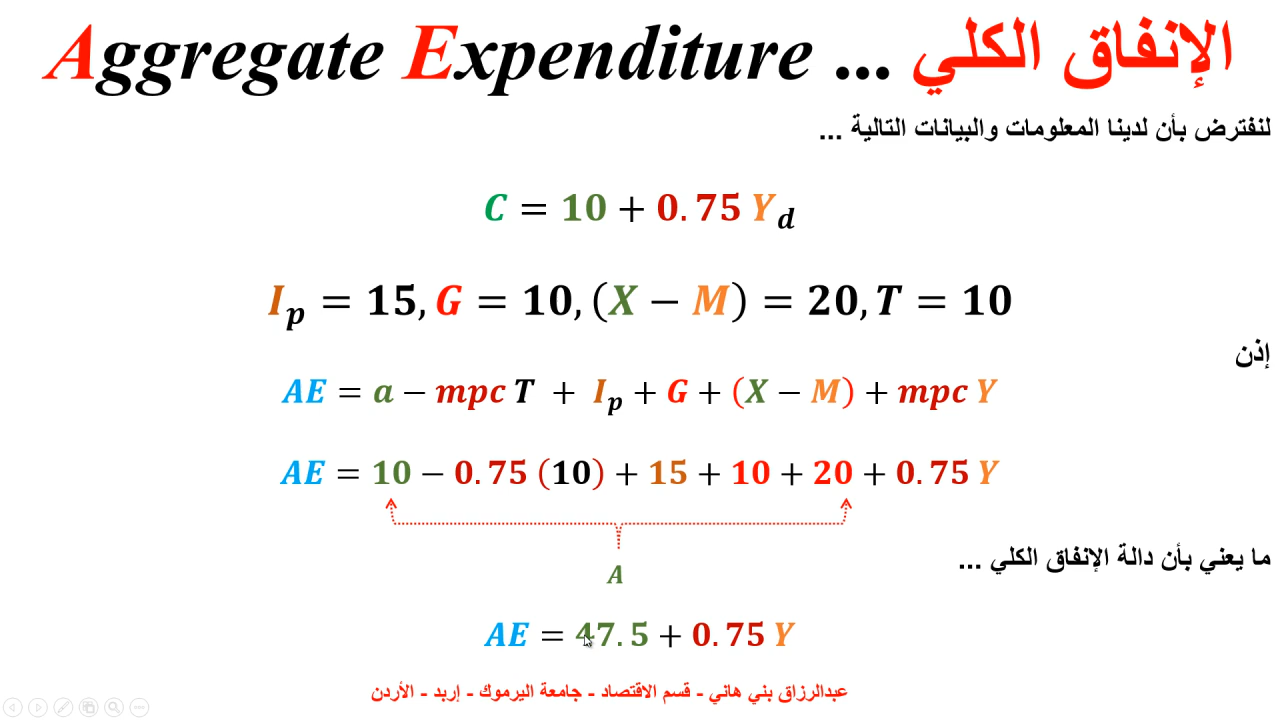 Aggregate Expenditure ... الإنفاق الكلي
لنفترض بأن لدينا المعلومات والبيانات التالية ...
C = 10 + 0.75 Y_d
I_p = 15, G = 10, (X − M) = 20, T = 10
إذن
AE = a − mpc T + I_p + G + (X − M) + mpc Y
AE = 10 − 0.75 (10) + 15 + 10 + 20 + 0.75 Y
A
ما يعني بأن دالة الإنفاق الكلي ...
AE = 47.5 + 0.75 Y
عبدالرزاق بني هاني - قسم الاقتصاد - جامعة اليرموك - إربد - الأردن